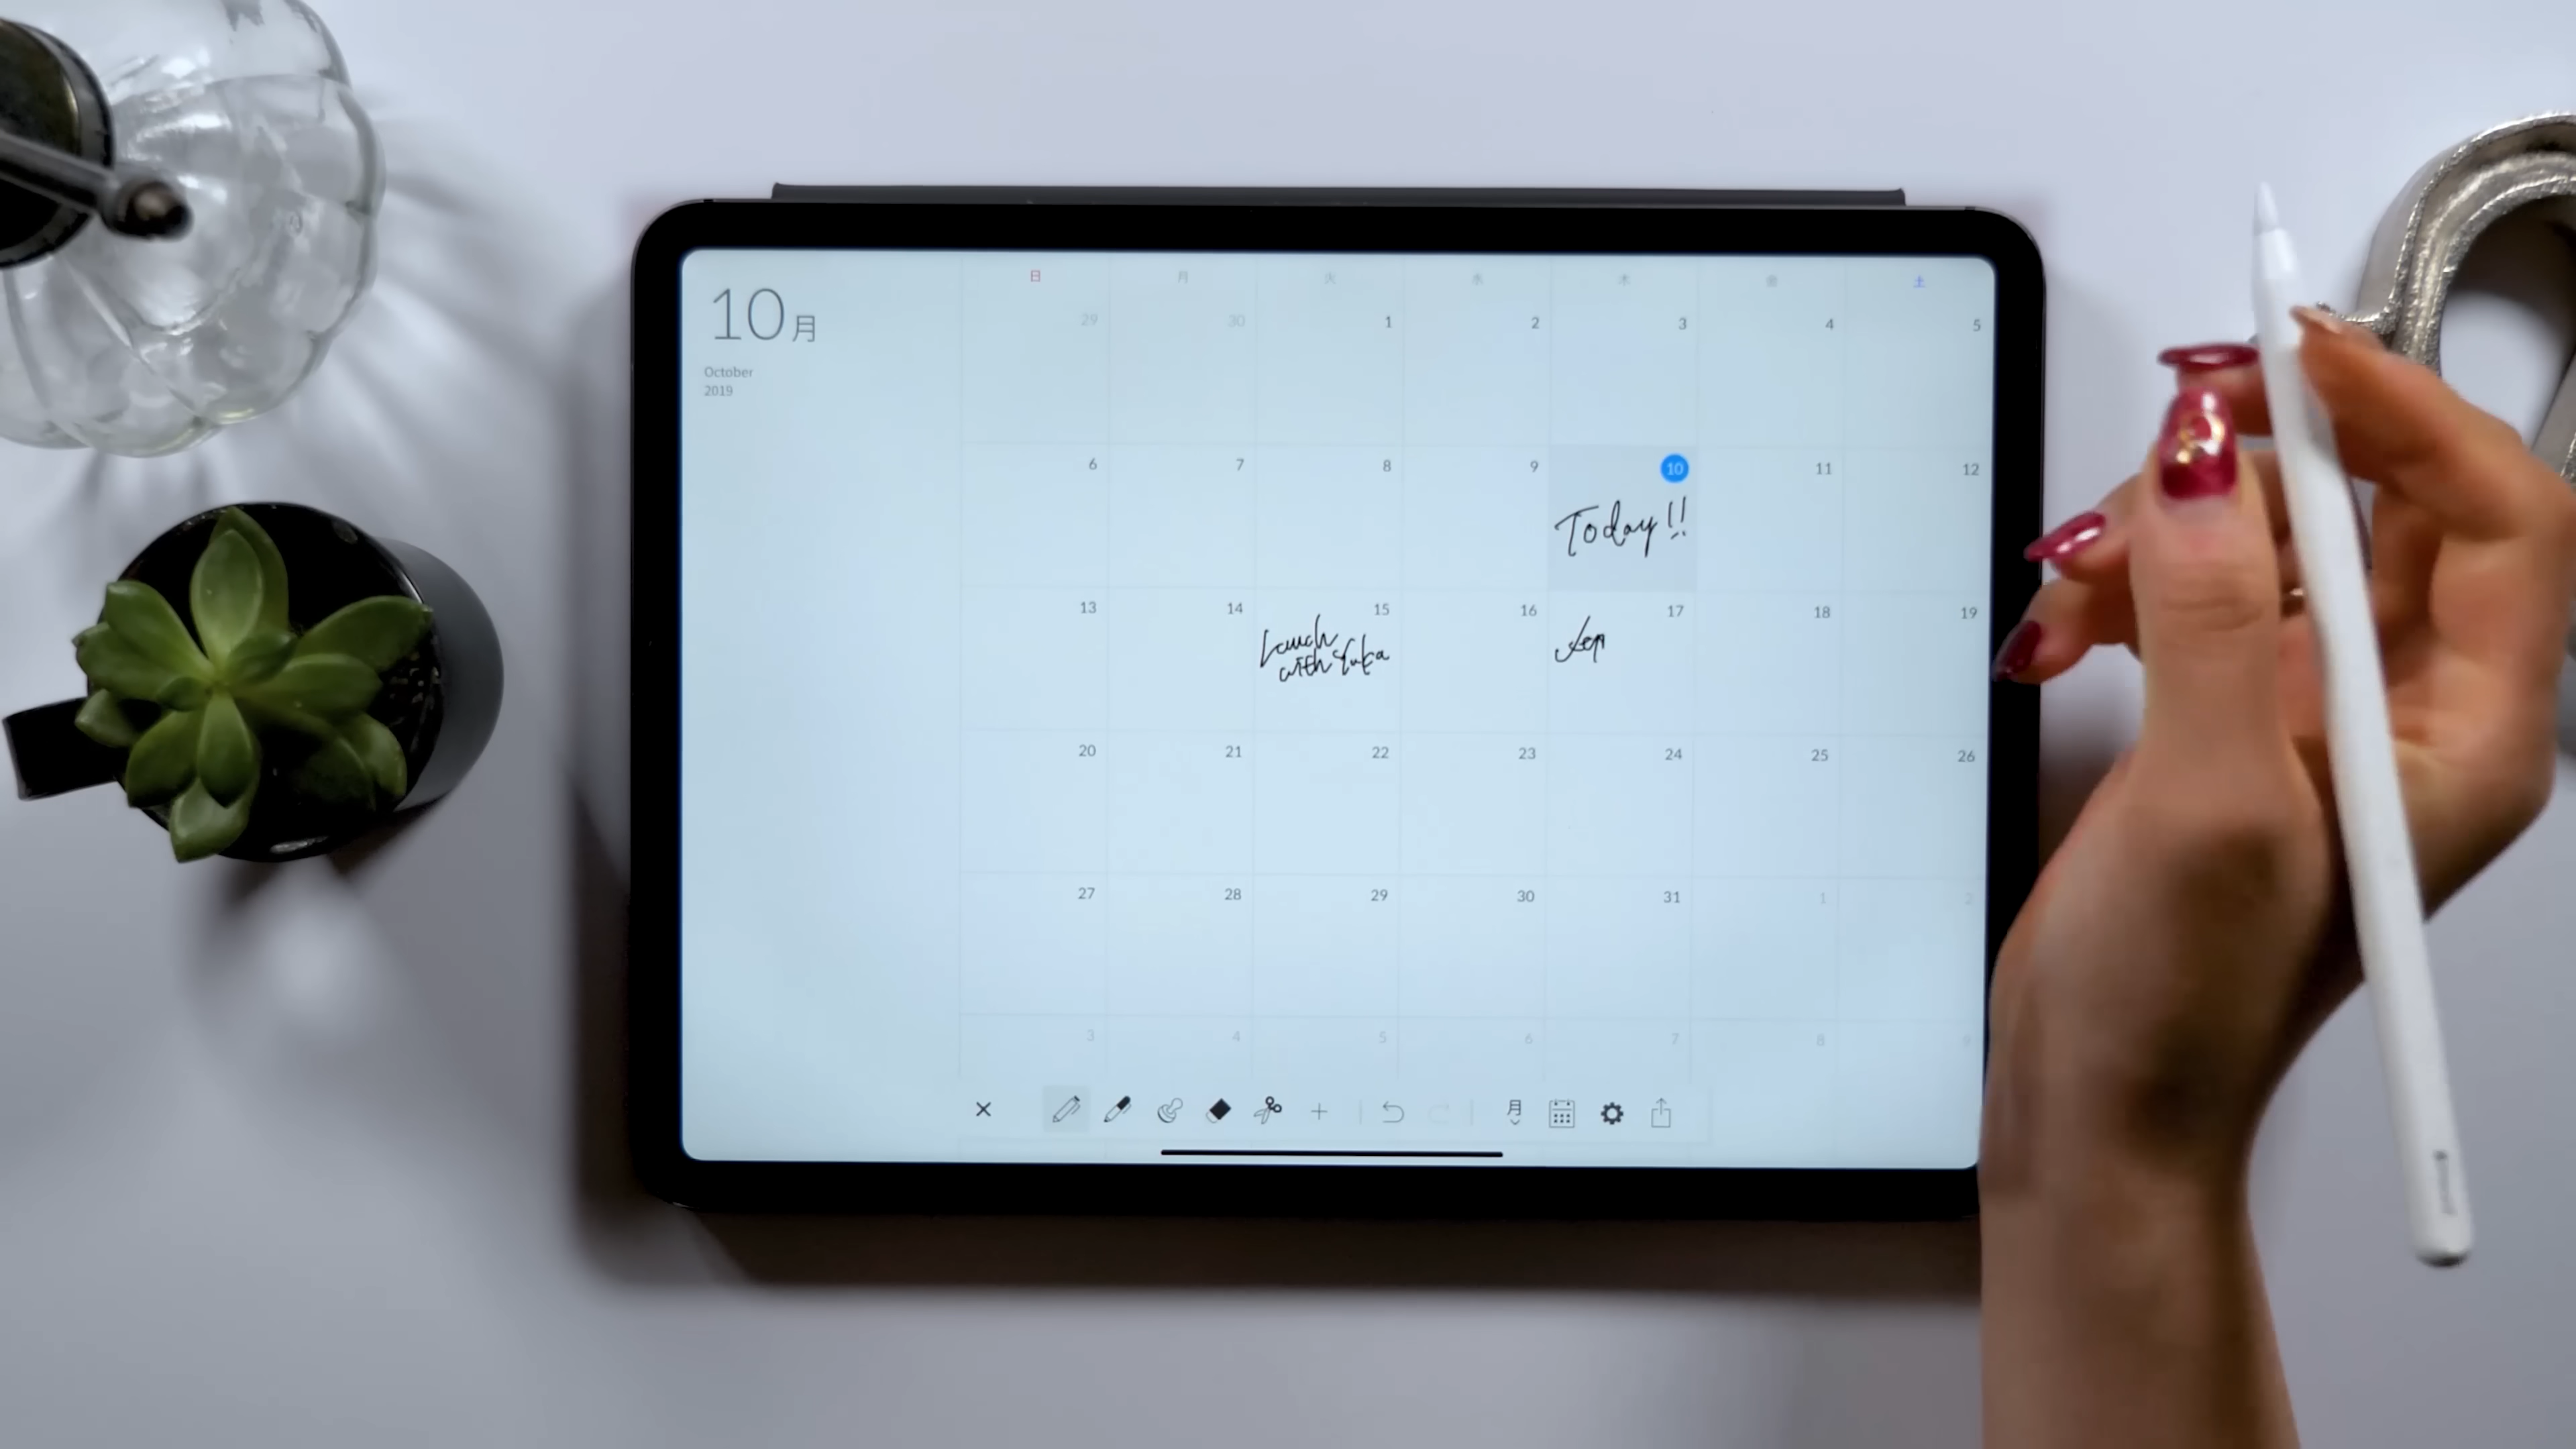 10月
October
2019
日 月 火 水 木 金 土
29 30 1 2 3 4 5
6 7 8 9 10 11 12
Today!!
13 14 15 16 17 18 19
Lunch
with Yuka
20 21 22 23 24 25 26
27 28 29 30 31 1 2
3 4 5 6 7 8 9
月